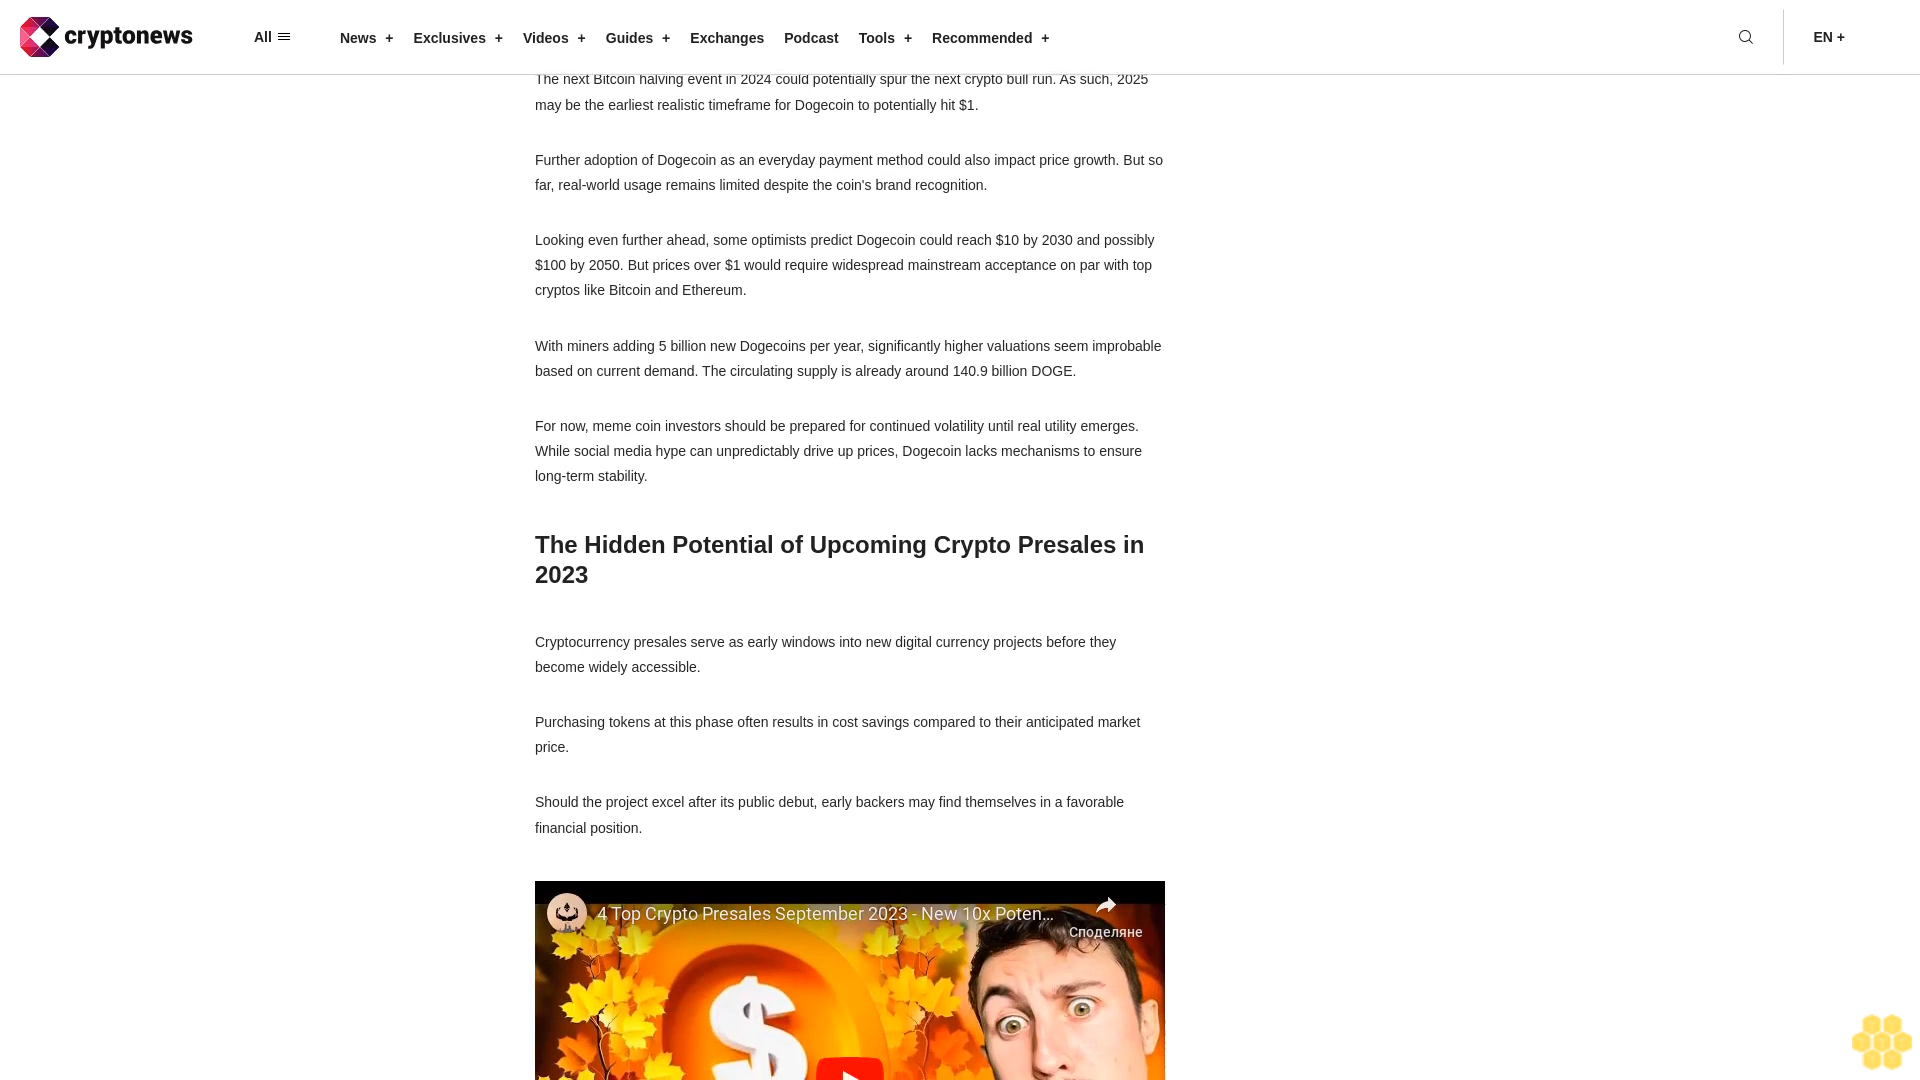 cryptonews
All
News + Exclusives + Videos + Guides + Exchanges Podcast Tools + Recommended +
EN +
The next Bitcoin halving event in 2024 could potentially spur the next crypto bull run. As such, 2025
may be the earliest realistic timeframe for Dogecoin to potentially hit $1.
Further adoption of Dogecoin as an everyday payment method could also impact price growth. But so
far, real-world usage remains limited despite the coin's brand recognition.
Looking even further ahead, some optimists predict Dogecoin could reach $10 by 2030 and possibly
$100 by 2050. But prices over $1 would require widespread mainstream acceptance on par with top
cryptos like Bitcoin and Ethereum.
With miners adding 5 billion new Dogecoins per year, significantly higher valuations seem improbable
based on current demand. The circulating supply is already around 140.9 billion DOGE.
For now, meme coin investors should be prepared for continued volatility until real utility emerges.
While social media hype can unpredictably drive up prices, Dogecoin lacks mechanisms to ensure
long-term stability.
The Hidden Potential of Upcoming Crypto Presales in
2023
Cryptocurrency presales serve as early windows into new digital currency projects before they
become widely accessible.
Purchasing tokens at this phase often results in cost savings compared to their anticipated market
price.
Should the project excel after its public debut, early backers may find themselves in a favorable
financial position.
4 Top Crypto Presales September 2023 - New 10x Poten...
Споделяне
$